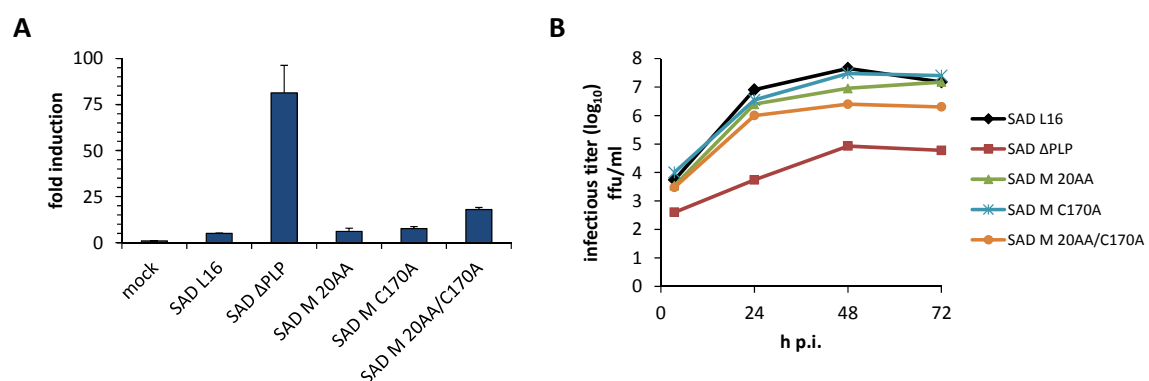 A
fold induction
100
75
50
25
0
mock
SAD L16
SAD ΔPLP
SAD M 20AA
SAD M C170A
SAD M 20AA/C170A
B
infectious titer (log10)
ffu/ml
8
7
6
5
4
3
2
1
0
0
24
48
72
h p.i.
SAD L16
SAD ΔPLP
SAD M 20AA
SAD M C170A
SAD M 20AA/C170A